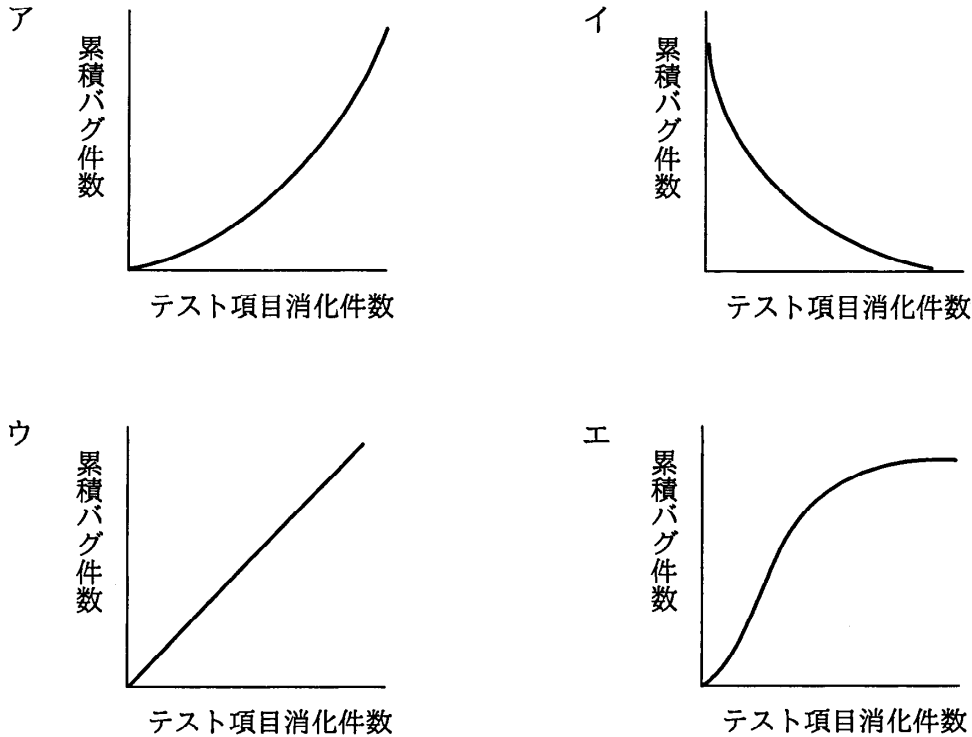 ア
累積バグ件数
テスト項目消化件数
イ
累積バグ件数
テスト項目消化件数
ウ
累積バグ件数
テスト項目消化件数
エ
累積バグ件数
テスト項目消化件数